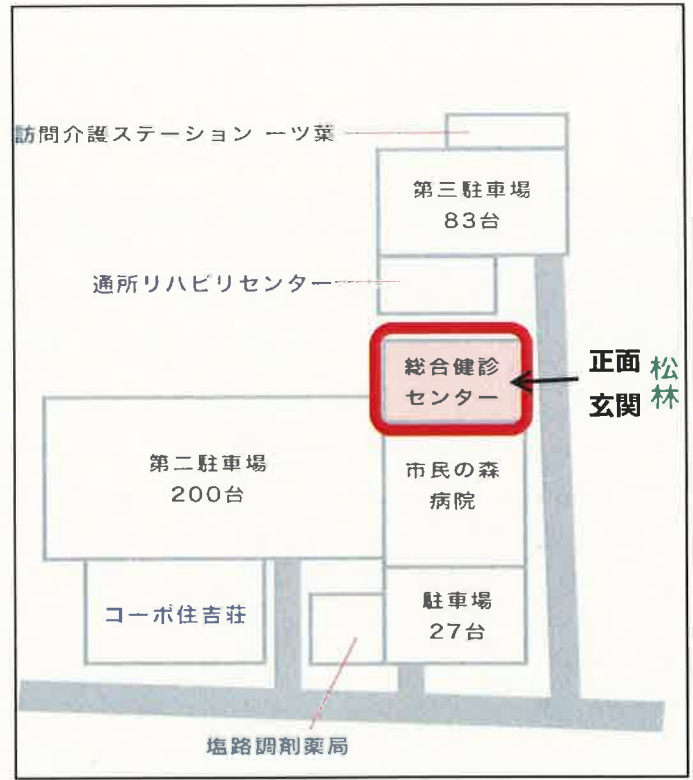 訪問介護ステーション 一ツ葉
第三駐車場
83台
通所リハビリセンター
総合健診
センター
正面
玄関
松林
第二駐車場
200台
市民の森
病院
コーポ住吉荘
駐車場
27台
塩路調剤薬局